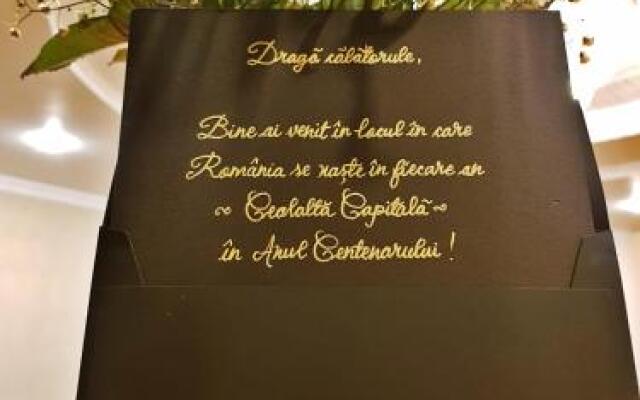 Dragă călătorule,
Bine ai venit în locul în care
România se naște în fiecare an
~ Cealaltă Capitală ~
în Anul Centenarului !